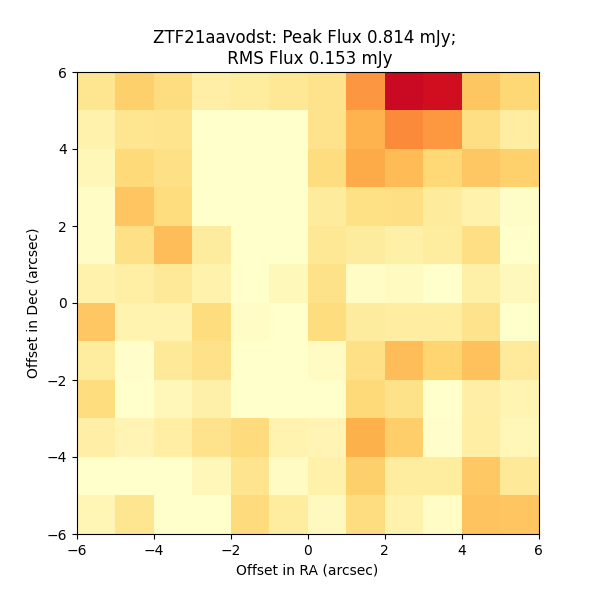 ZTF21aavodst: Peak Flux 0.814 mJy;
RMS Flux 0.153 mJy
6
4
2
0
−2
−4
−6
Offset in Dec (arcsec)
−6 −4 −2 0 2 4 6
Offset in RA (arcsec)